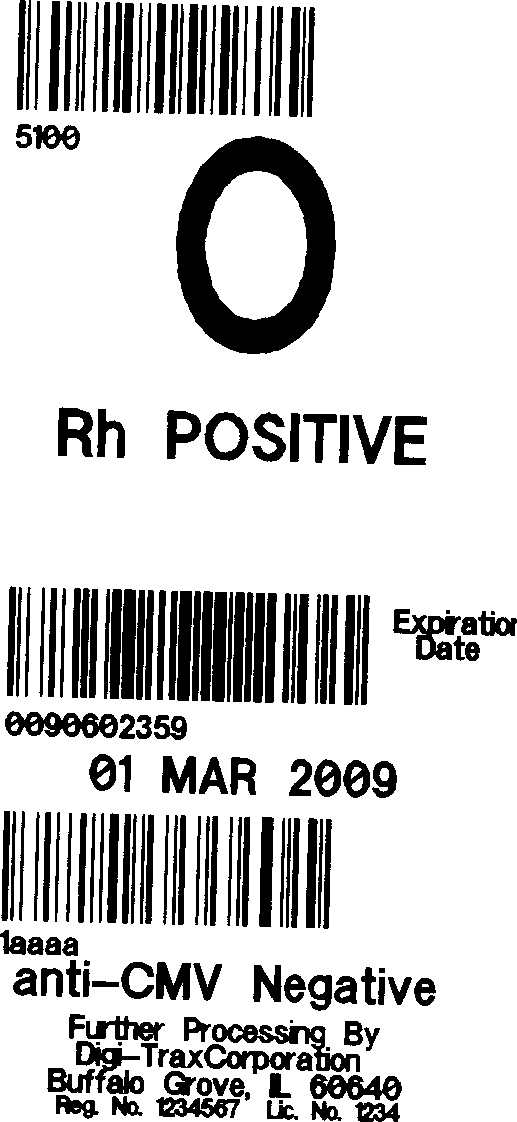 5100
O
Rh POSITIVE
Expiration
Date
0090602359
01 MAR 2009
1aaaa
anti-CMV Negative
Further Processing By
Digi-TraxCorporation
Buffalo Grove, IL 60640
Reg. No. 1234567 Lic. No. 1234